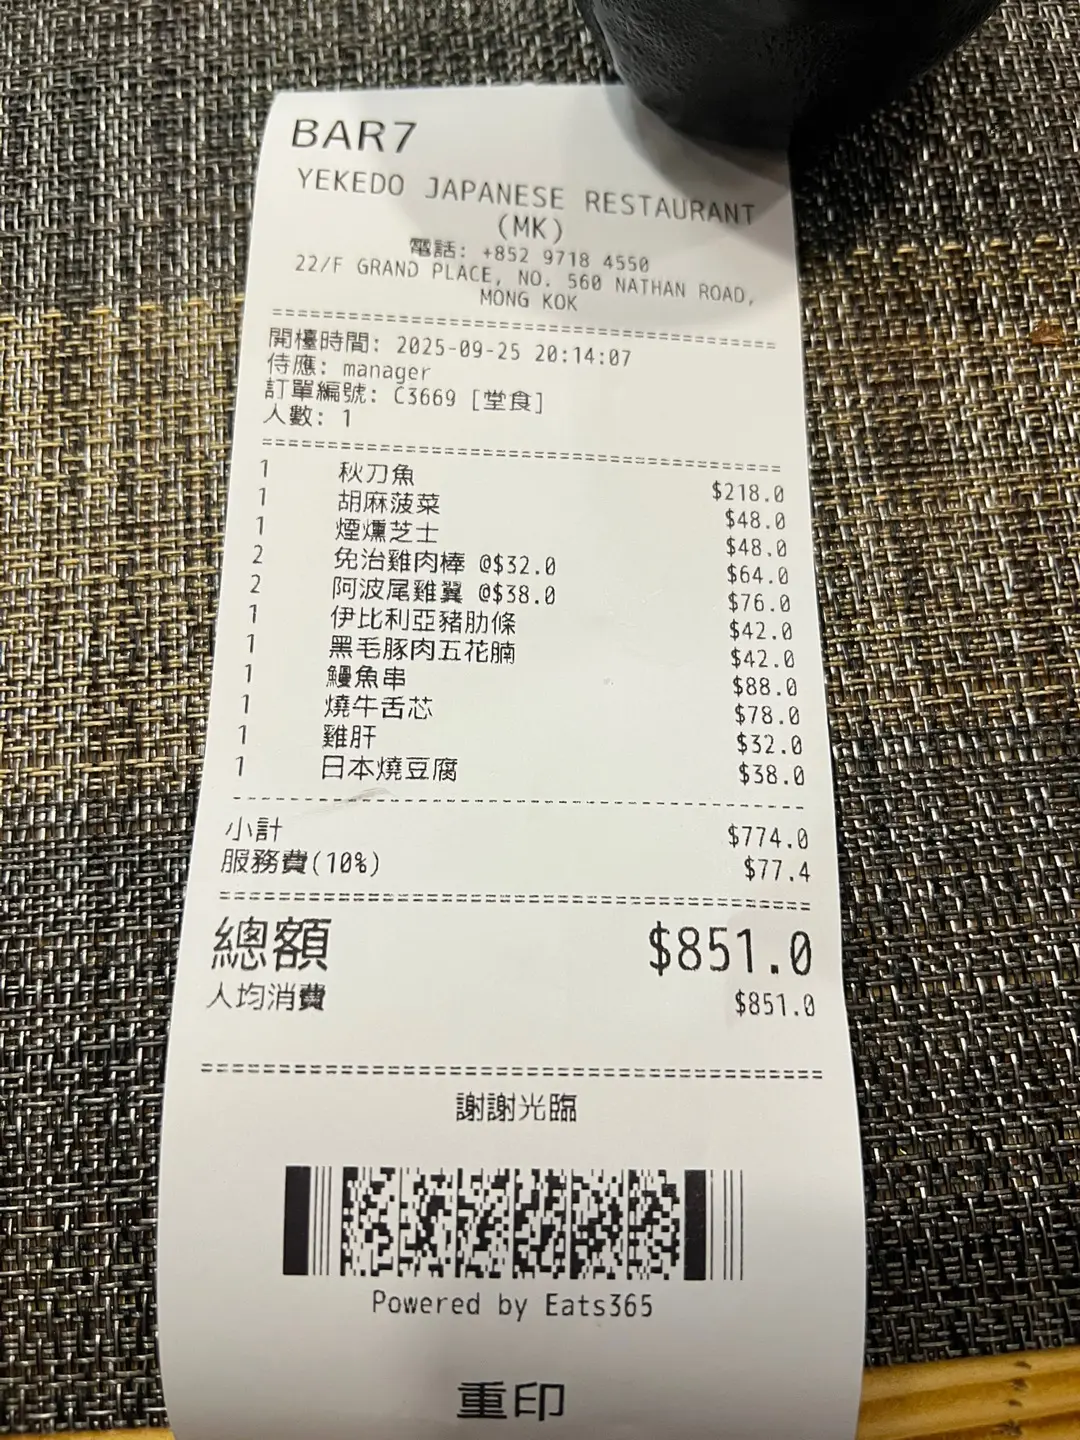 BAR7
YEKEDO JAPANESE RESTAURANT
(MK)
電話: +852 9718 4550
22/F GRAND PLACE, NO. 560 NATHAN ROAD,
MONG KOK
開檯時間: 2025-09-25 20:14:07
侍應: manager
訂單編號: C3669 [堂食]
人數: 1
1 秋刀魚 $218.0
1 胡麻菠菜 $48.0
1 煙燻芝士 $48.0
2 免治雞肉棒 @$32.0 $64.0
2 阿波尾雞翼 @$38.0 $76.0
1 伊比利亞豬肋條 $42.0
1 黑毛豚肉五花腩 $42.0
1 鰻魚串 $88.0
1 燒牛舌芯 $78.0
1 雞肝 $32.0
1 日本燒豆腐 $38.0
小計 $774.0
服務費(10%) $77.4
總額 $851.0
人均消費 $851.0
謝謝光臨
Powered by Eats365
重印